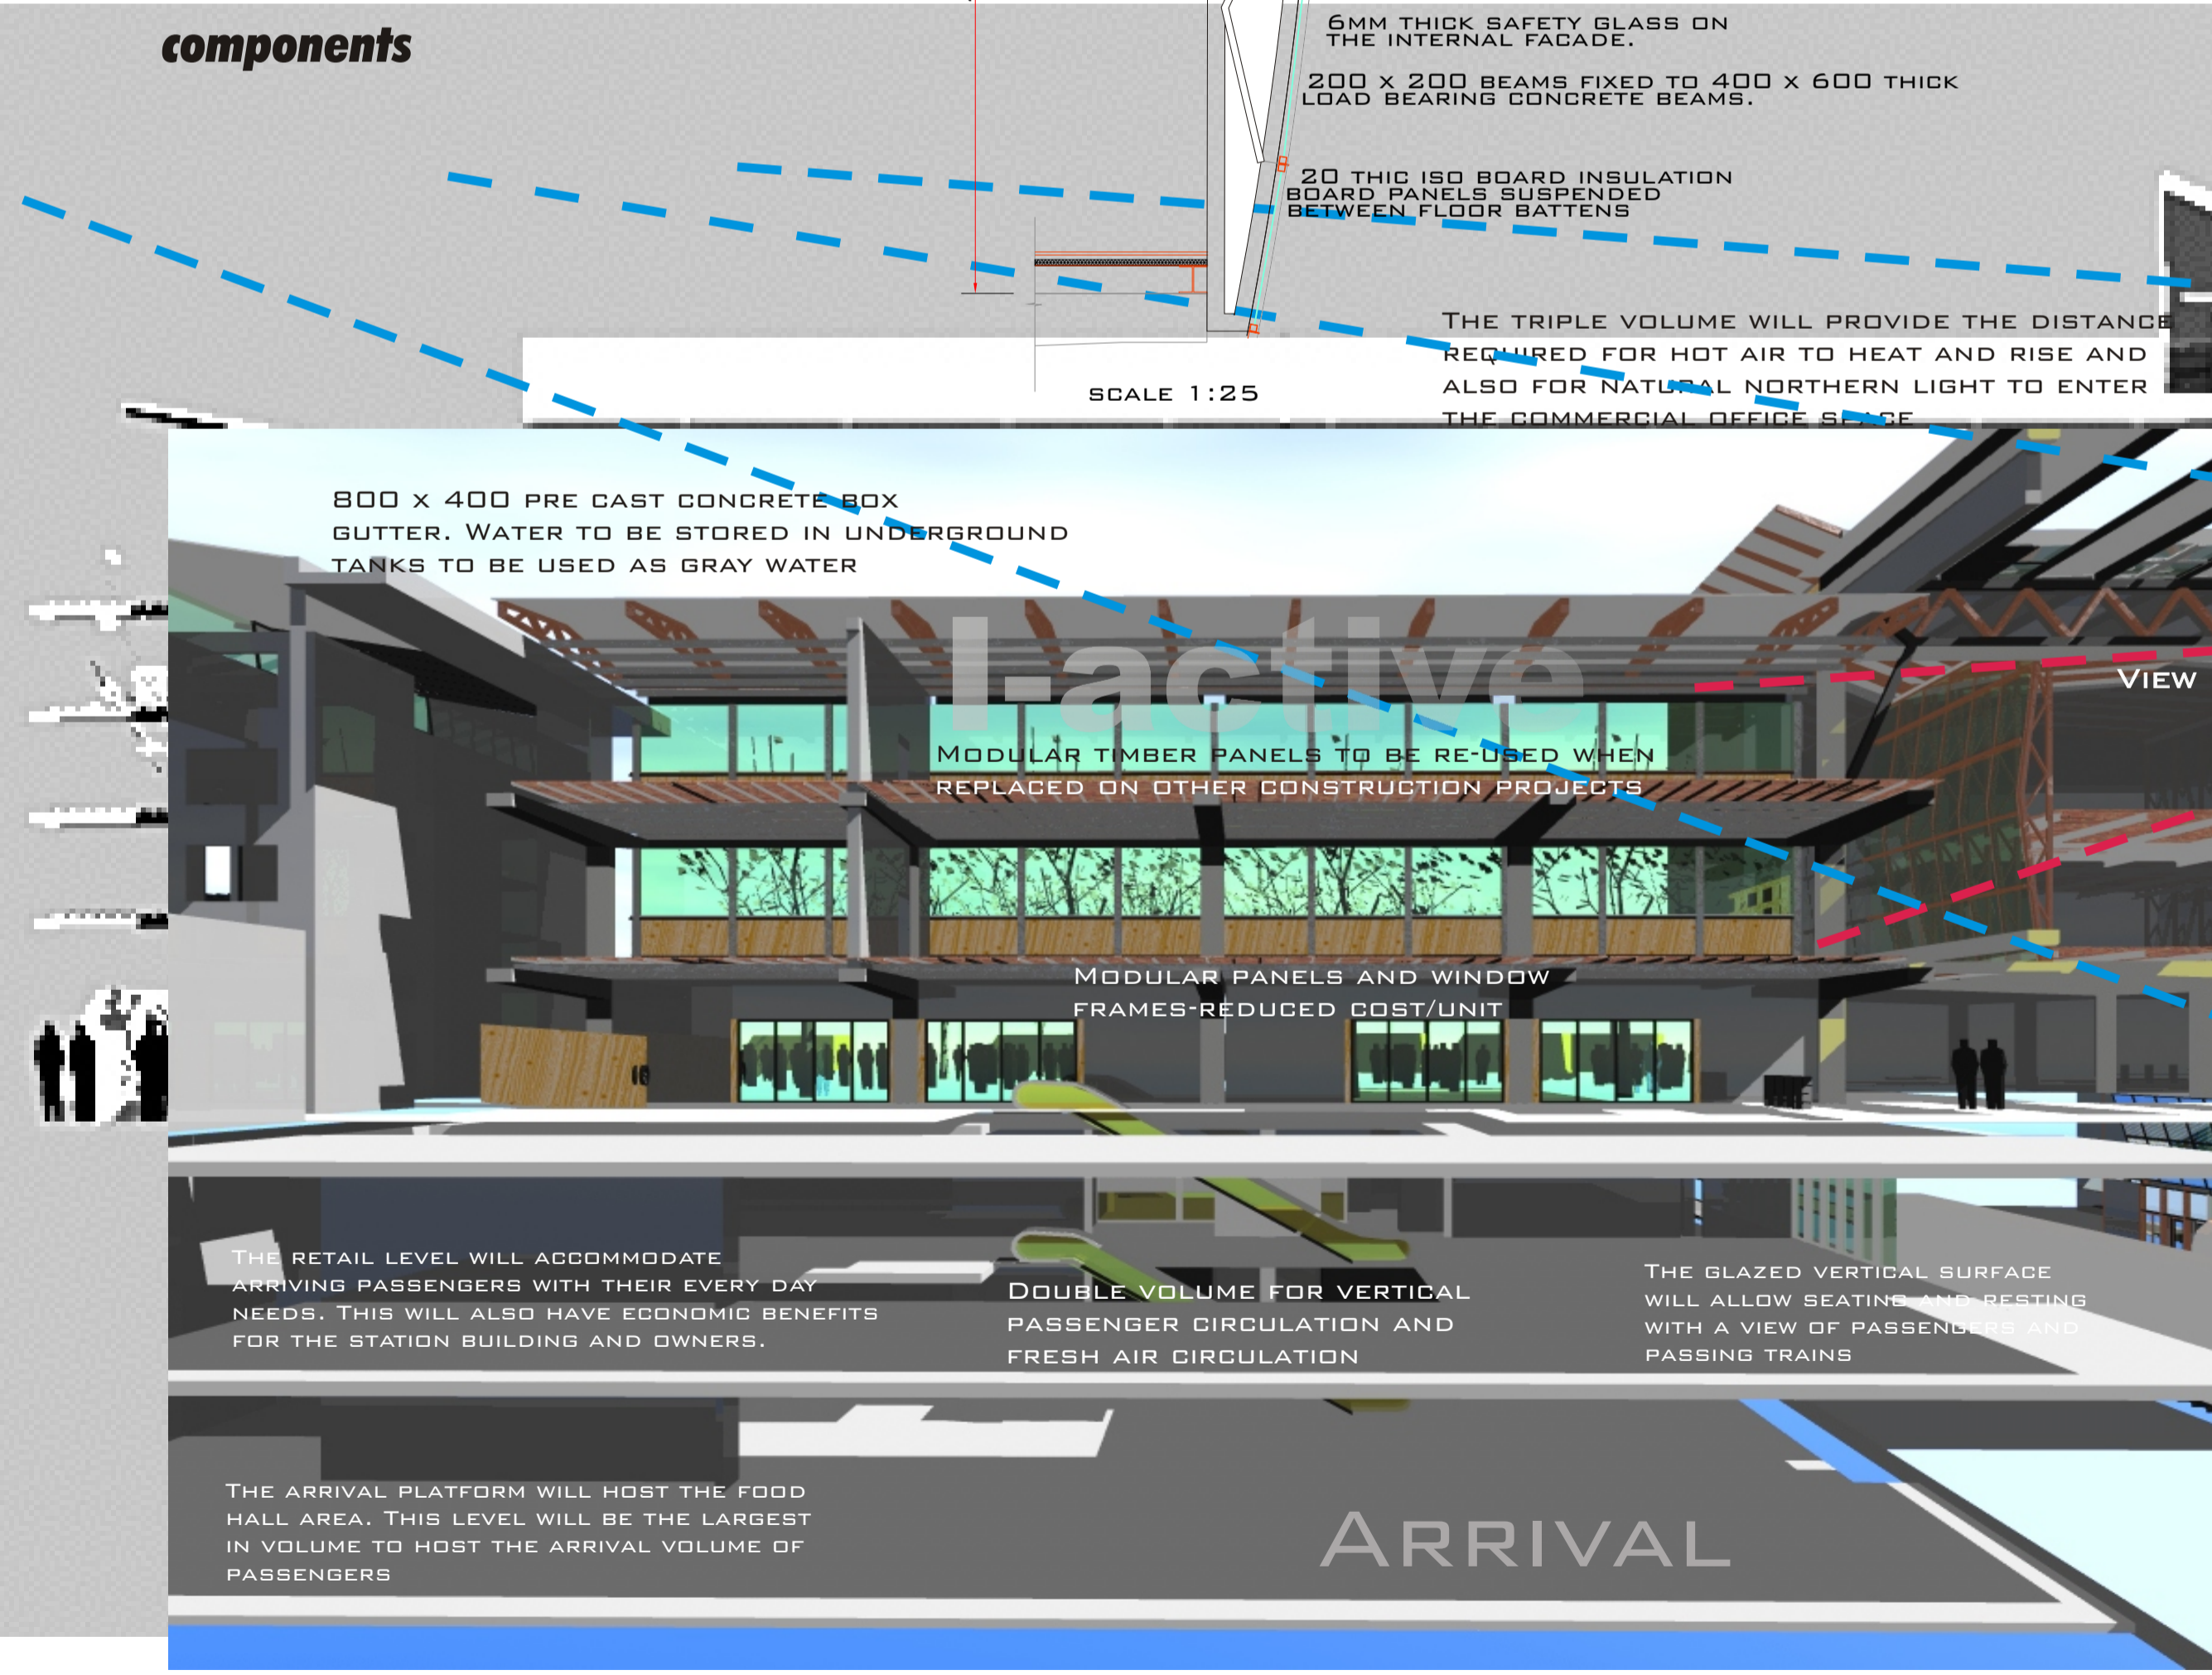 components
6MM THICK SAFETY GLASS ON
THE INTERNAL FACADE.
200 X 200 BEAMS FIXED TO 400 X 600 THICK
LOAD BEARING CONCRETE BEAMS.
20 THIC ISO BOARD INSULATION
BOARD PANELS SUSPENDED
BETWEEN FLOOR BATTENS
THE TRIPLE VOLUME WILL PROVIDE THE DISTANCE
REQUIRED FOR HOT AIR TO HEAT AND RISE AND
ALSO FOR NATURAL NORTHERN LIGHT TO ENTER
THE COMMERCIAL OFFICE SPACE
SCALE 1:25
800 X 400 PRE CAST CONCRETE BOX
GUTTER. WATER TO BE STORED IN UNDERGROUND
TANKS TO BE USED AS GRAY WATER
I-active
VIEW
MODULAR TIMBER PANELS TO BE RE-USED WHEN
REPLACED ON OTHER CONSTRUCTION PROJECTS
MODULAR PANELS AND WINDOW
FRAMES-REDUCED COST/UNIT
THE RETAIL LEVEL WILL ACCOMMODATE
ARRIVING PASSENGERS WITH THEIR EVERY DAY
NEEDS. THIS WILL ALSO HAVE ECONOMIC BENEFITS
FOR THE STATION BUILDING AND OWNERS.
DOUBLE VOLUME FOR VERTICAL
PASSENGER CIRCULATION AND
FRESH AIR CIRCULATION
THE GLAZED VERTICAL SURFACE
WILL ALLOW SEATING AND RESTING
WITH A VIEW OF PASSENGERS AND
PASSING TRAINS
THE ARRIVAL PLATFORM WILL HOST THE FOOD
HALL AREA. THIS LEVEL WILL BE THE LARGEST
IN VOLUME TO HOST THE ARRIVAL VOLUME OF
PASSENGERS
ARRIVAL